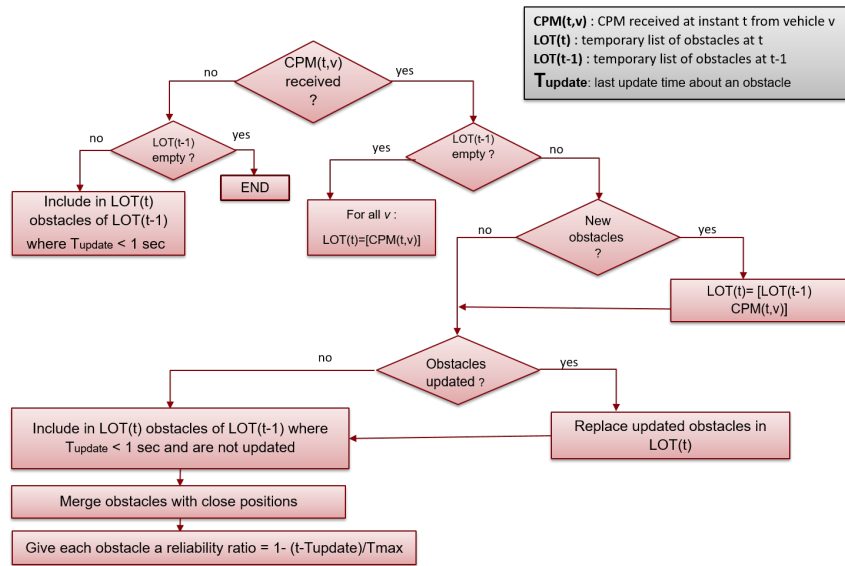 CPM(t,v) : CPM received at instant t from vehicle v
LOT(t) : temporary list of obstacles at t
LOT(t-1) : temporary list of obstacles at t-1
Tupdate: last update time about an obstacle
CPM(t,v)
received
?
no
yes
LOT(t-1)
empty ?
no
yes
END
Include in LOT(t)
obstacles of LOT(t-1)
where Tupdate < 1 sec
LOT(t-1)
empty ?
yes
no
For all v :
LOT(t)=[CPM(t,v)]
New
obstacles
?
no
yes
LOT(t)= [LOT(t-1)
CPM(t,v)]
Obstacles
updated ?
no
yes
Include in LOT(t) obstacles of LOT(t-1) where
Tupdate < 1 sec and are not updated
Replace updated obstacles in
LOT(t)
Merge obstacles with close positions
Give each obstacle a reliability ratio = 1- (t-Tupdate)/Tmax